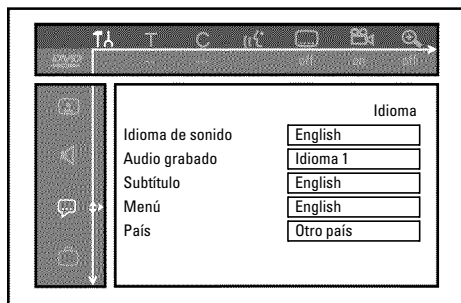 T C
off on off
DVD
Idioma
Idioma de sonido English
Audio grabado Idioma 1
Subtítulo English
Menú English
País Otro país